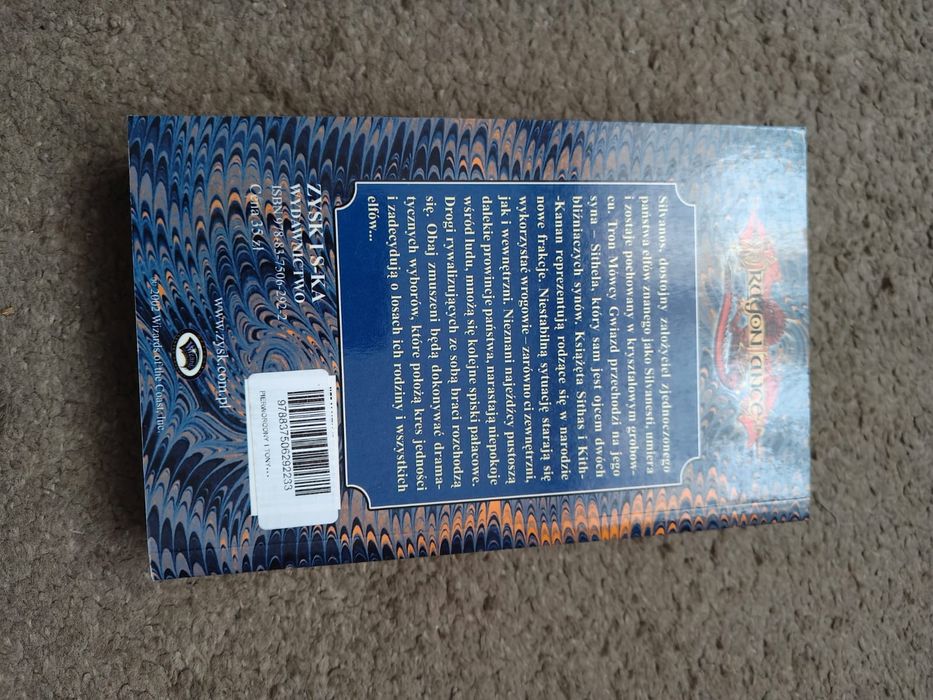 DRAGONLANCE
Silvanos, dostojny założyciel zjednoczonego
państwa elfów znanego jako Silvanesti, umiera
i zostaje pochowany w kryształowym grobow-
cu. Tron Mówcy Gwiazd przechodzi na jego
syna – Sithela, który sam jest ojcem dwóch
bliźniaczych synów. Książęta Sithas i Kith-
-Kanan reprezentują rodzące się w narodzie
nowe frakcje. Niestabilną sytuację starają się
wykorzystać wrogowie – zarówno ci zewnętrzni,
jak i wewnętrzni. Nieznani najeźdźcy pustoszą
dalekie prowincje państwa, narastają niepokoje
wśród ludu, mnożą się kolejne spiski pałacowe.
Drogi rywalizujących ze sobą braci rozchodzą
się. Obaj zmuszeni będą dokonywać drama-
tycznych wyborów, które położą kres jedności
i zadecydują o losach ich rodziny i wszystkich
elfów...
ZYSK I S-KA
WYDAWNICTWO
Cena
www.zysk.com.pl
© 2002 Wizards of the Coast, Inc.
9788375062922233
PIERWORODNY I TOM Y...